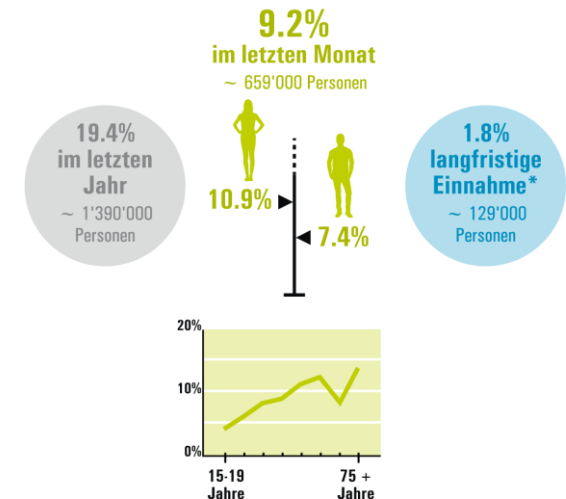 9.2%
im letzten Monat
~ 659'000 Personen
19.4%
im letzten
Jahr
~ 1'390'000
Personen
10.9%
7.4%
1.8%
langfristige
Einnahme*
~ 129'000
Personen
20%
10%
0%
15-19
Jahre
75 +
Jahre